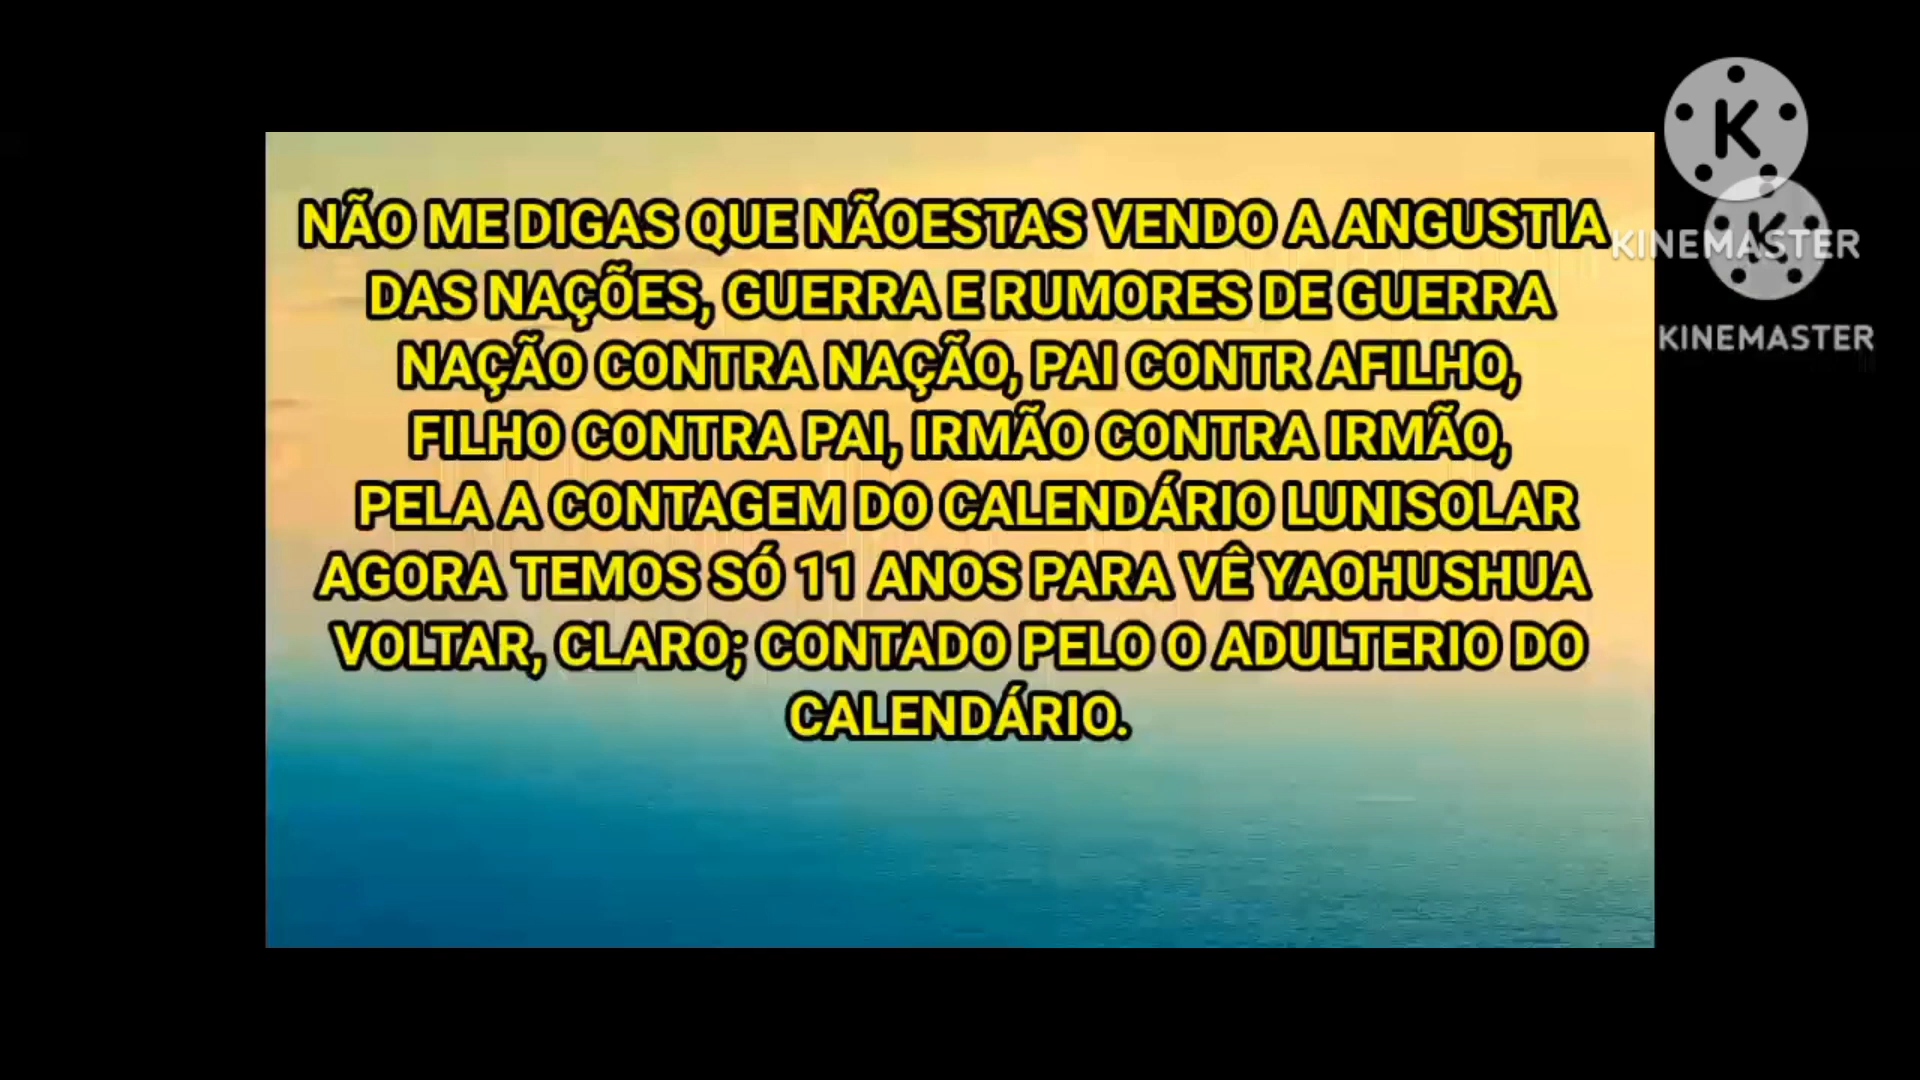 NÃO ME DIGAS QUE NÃOESTAS VENDO A ANGUSTIA
DAS NAÇÕES, GUERRA E RUMORES DE GUERRA
NAÇÃO CONTRA NAÇÃO, PAI CONTR AFILHO,
FILHO CONTRA PAI, IRMÃO CONTRA IRMÃO,
PELA A CONTAGEM DO CALENDÁRIO LUNISOLAR
AGORA TEMOS SÓ 11 ANOS PARA VÊ YAOHUSHUA
VOLTAR, CLARO; CONTADO PELO O ADULTERIO DO
CALENDÁRIO.
K
KINEMASTER
K
KINEMASTER